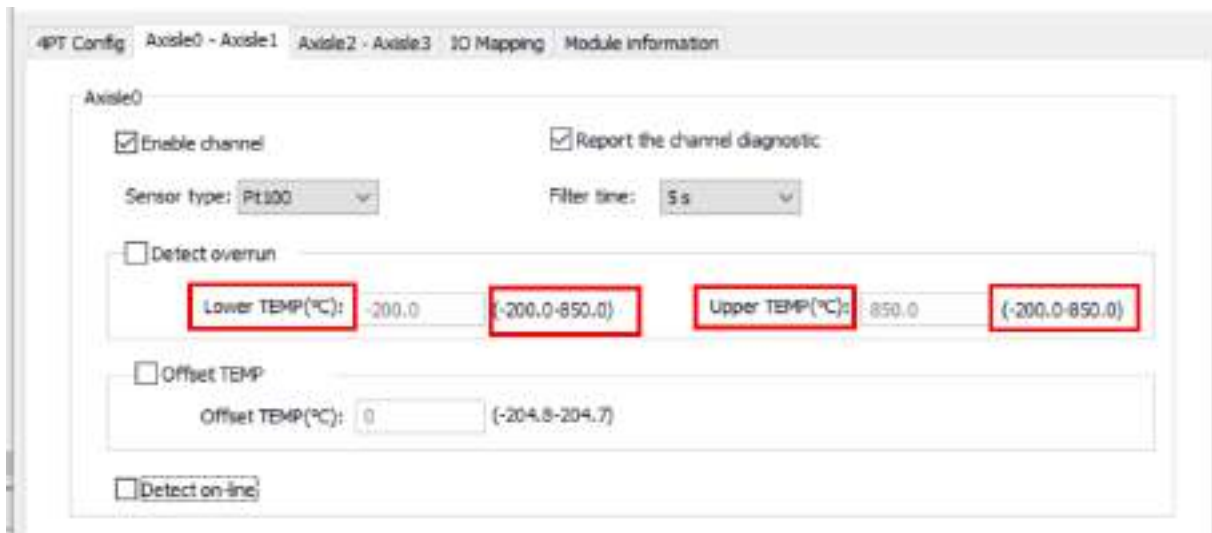 4PT Config Axisle0 - Axisle1 Axisle2 - Axisle3 IO Mapping Module information
Axisle0
Enable channel Report the channel diagnostic
Sensor type: Pt100 Filter time: 5 s
Detect overrun
Lower TEMP(°C): -200.0 (-200.0-850.0) Upper TEMP(°C): 850.0 (-200.0-850.0)
Offset TEMP
Offset TEMP(°C): 0 (-204.8-204.7)
Detect on-line